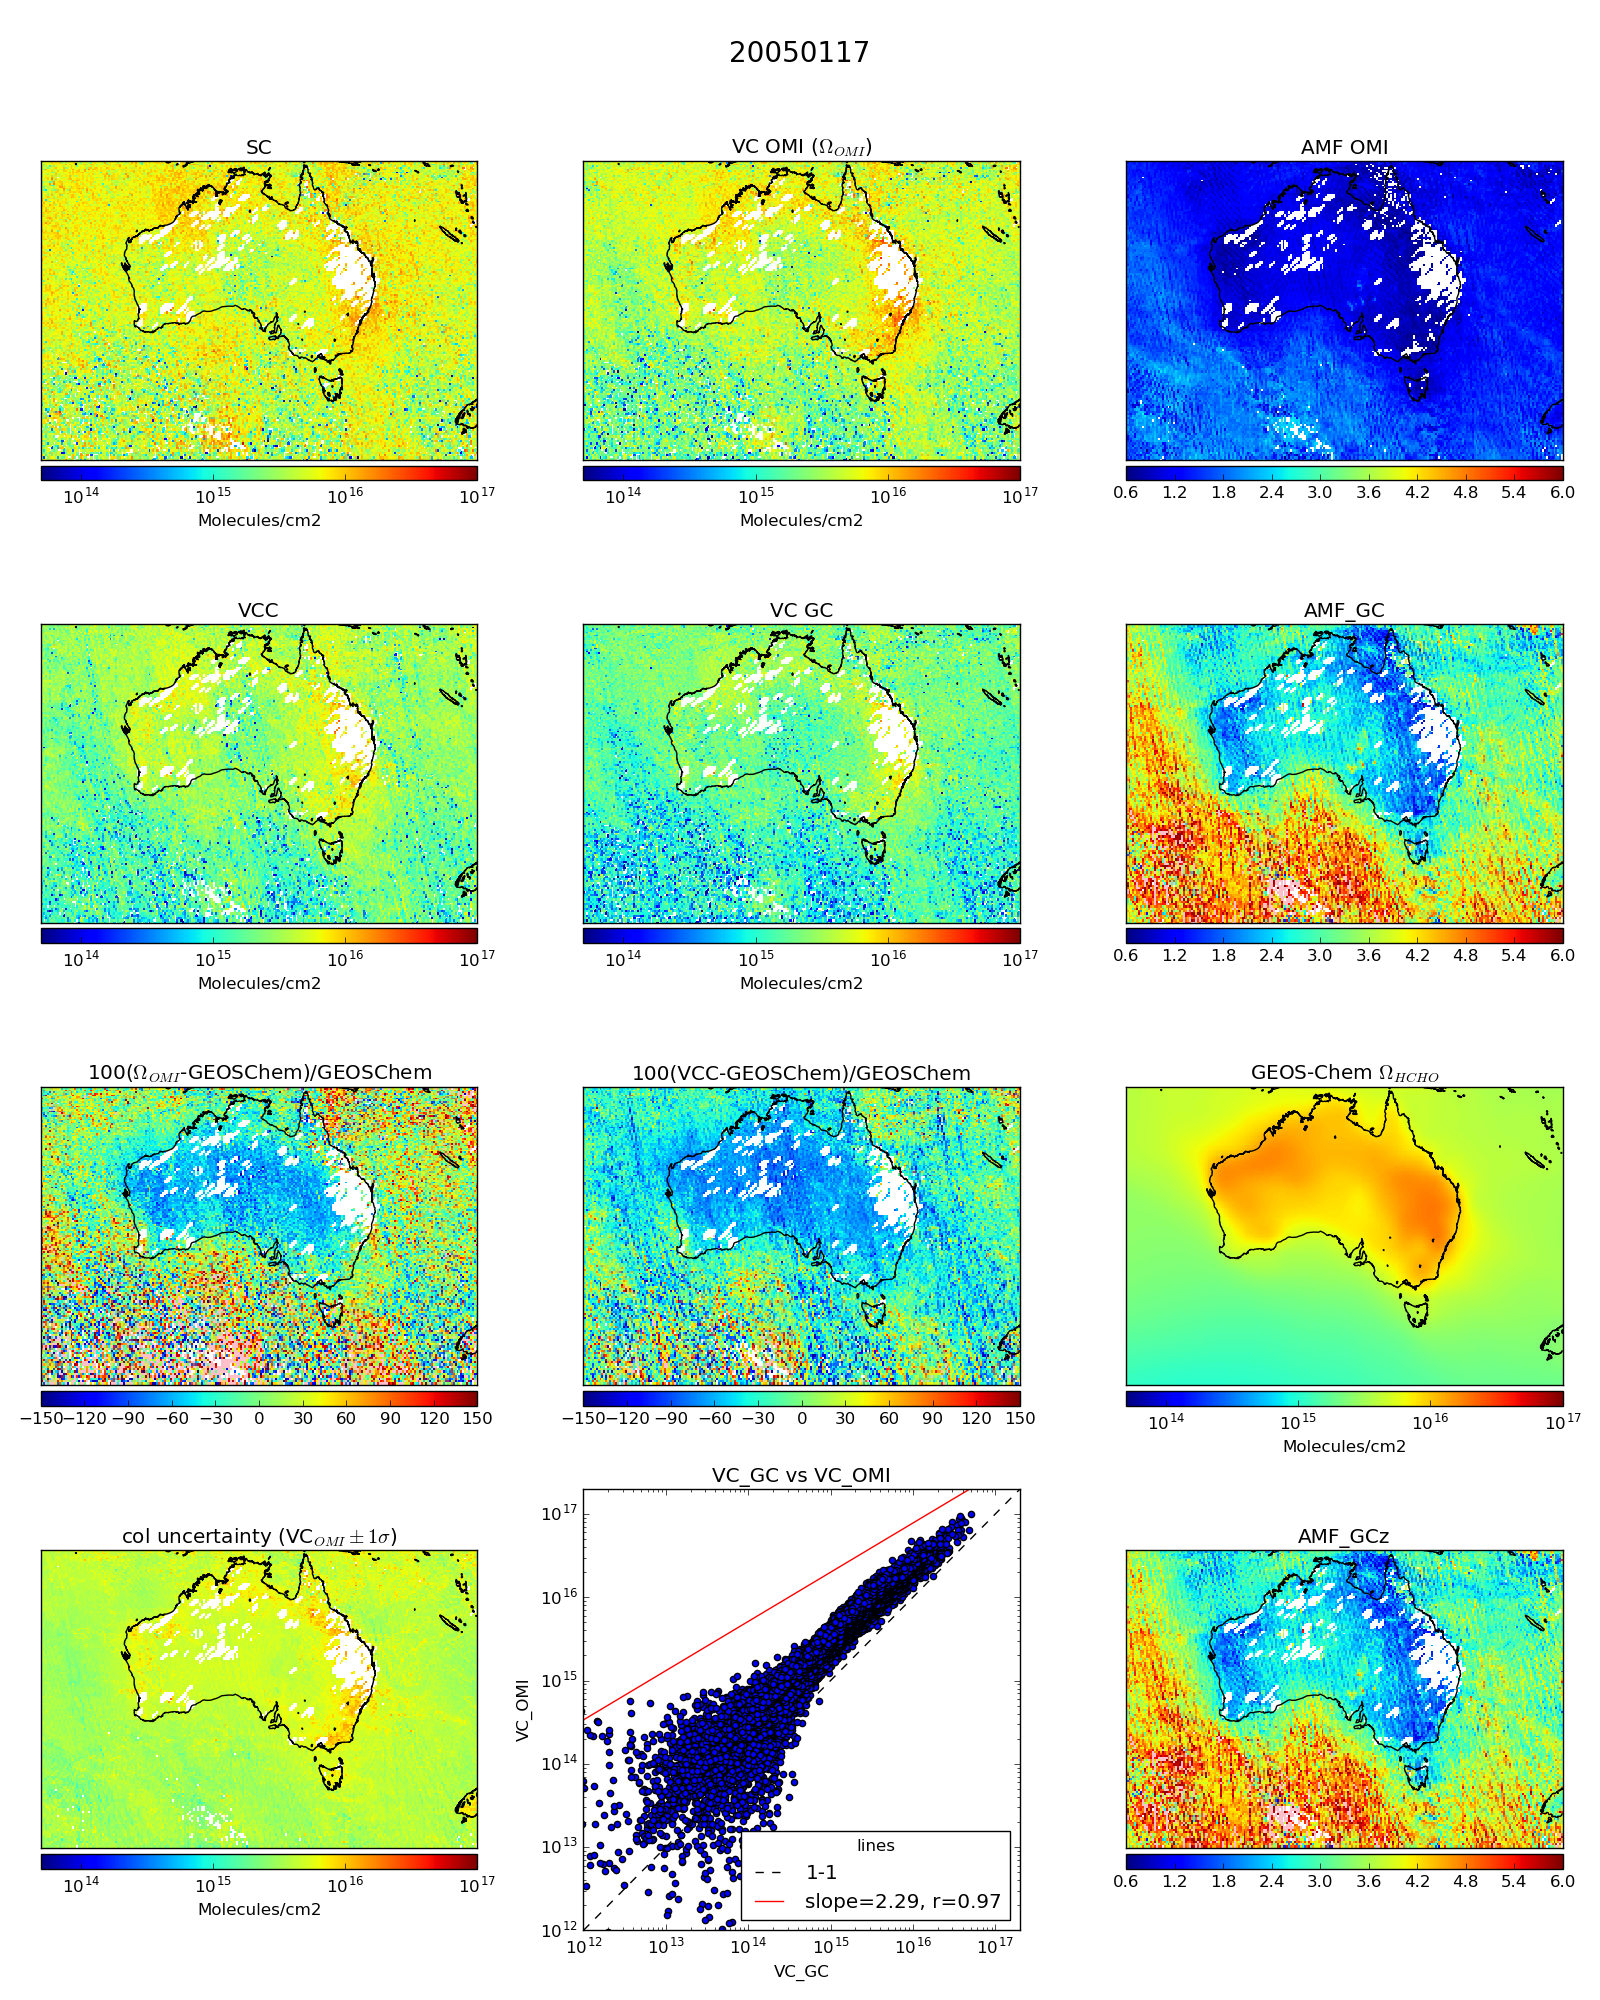 20050117
SC
VC OMI (Ω_OMI)
AMF OMI
10^14 10^15 10^16 10^17
Molecules/cm2
10^14 10^15 10^16 10^17
Molecules/cm2
0.6 1.2 1.8 2.4 3.0 3.6 4.2 4.8 5.4 6.0
VCC
VC GC
AMF_GC
10^14 10^15 10^16 10^17
Molecules/cm2
10^14 10^15 10^16 10^17
Molecules/cm2
0.6 1.2 1.8 2.4 3.0 3.6 4.2 4.8 5.4 6.0
100(Ω_OMI-GEOSChem)/GEOSChem
100(VCC-GEOSChem)/GEOSChem
GEOS-Chem Ω_HCHO
−150 −120 −90 −60 −30 0 30 60 90 120 150
−150 −120 −90 −60 −30 0 30 60 90 120 150
10^14 10^15 10^16 10^17
Molecules/cm2
col uncertainty (VC_OMI ± 1σ)
10^14 10^15 10^16 10^17
Molecules/cm2
VC_GC vs VC_OMI
VC_OMI
10^17
10^16
10^15
10^14
10^13
10^12
lines
1-1
slope=2.29, r=0.97
10^12 10^13 10^14 10^15 10^16 10^17
VC_GC
AMF_GCz
0.6 1.2 1.8 2.4 3.0 3.6 4.2 4.8 5.4 6.0